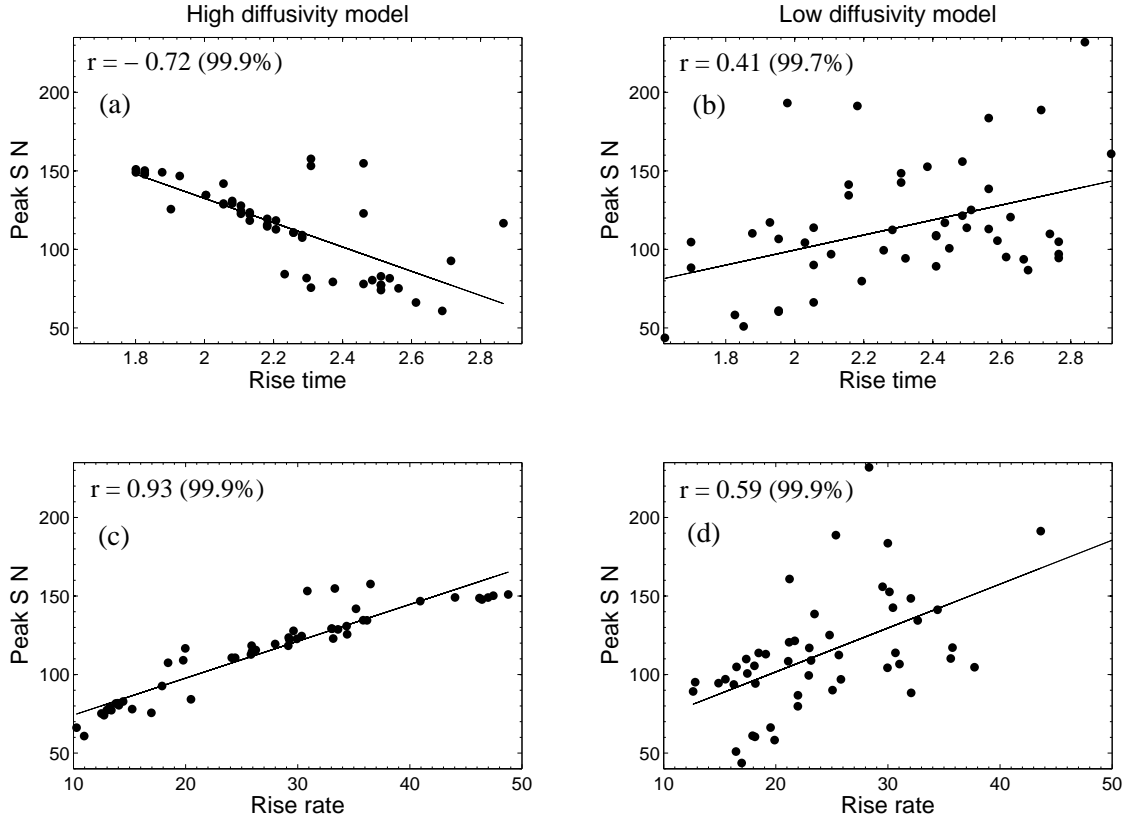 High diffusivity model
Low diffusivity model
r = − 0.72 (99.9%)
(a)
200
150
100
50
Peak S N
1.8 2 2.2 2.4 2.6 2.8
Rise time
r = 0.41 (99.7%)
(b)
200
150
100
50
Peak S N
1.8 2 2.2 2.4 2.6 2.8
Rise time
r = 0.93 (99.9%)
(c)
200
150
100
50
Peak S N
10 20 30 40 50
Rise rate
r = 0.59 (99.9%)
(d)
200
150
100
50
Peak S N
10 20 30 40 50
Rise rate